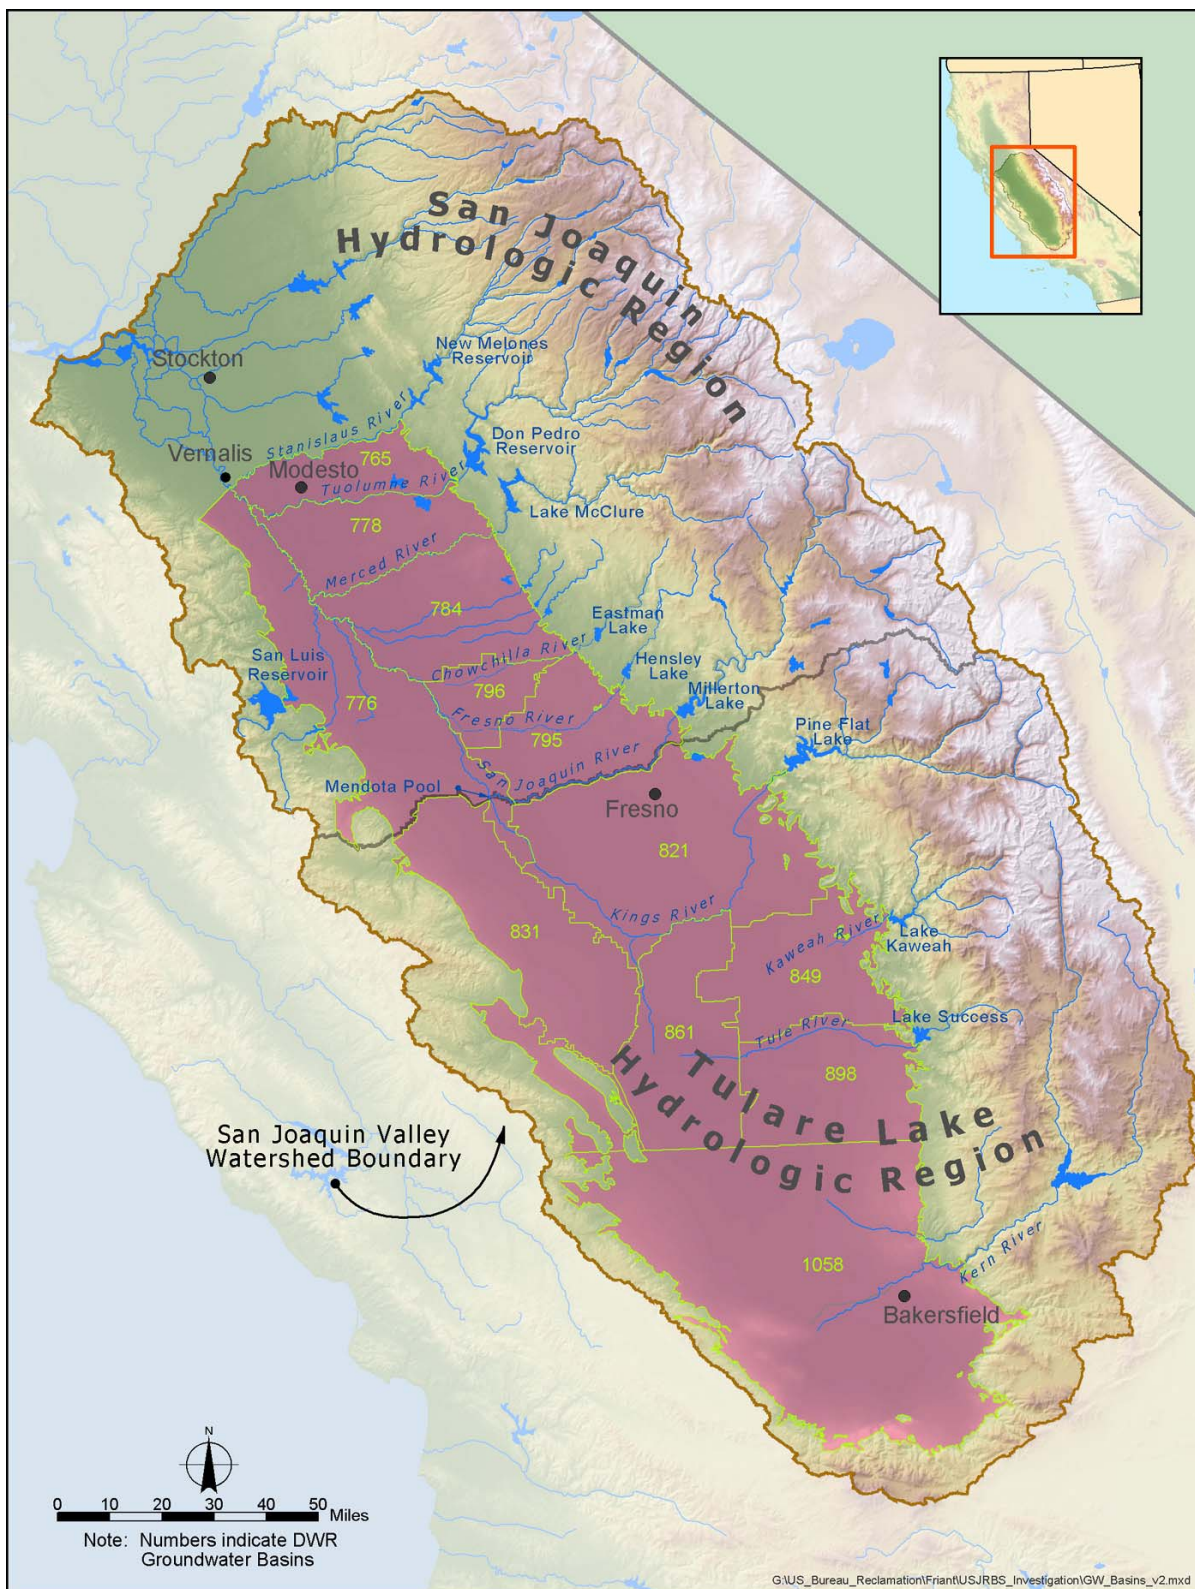 San Joaquin
Hydrologic Region
New Melones
Reservoir
Stockton
Stanislaus River
Don Pedro
Reservoir
Vernalis
765
Modesto
Tuolumne River
Lake McClure
778
Merced River
784
Eastman
Lake
Chowchilla River
San Luis
Reservoir
Hensley
Lake
796
Millerton
Lake
776
Fresno River
Pine Flat
Lake
795
San Joaquin River
Mendota Pool
Fresno
821
Kings River
831
Lake
Kaweah
Kaweah River
849
Lake Success
861
Tule River
898
Tulare Lake
Hydrologic Region
San Joaquin Valley
Watershed Boundary
1058
Kern River
Bakersfield
N
0 10 20 30 40 50
Miles
Note: Numbers indicate DWR
Groundwater Basins
G:\US_Bureau_Reclamation\Friant\USJRBS_Investigation\GW_Basins_v2.mxd